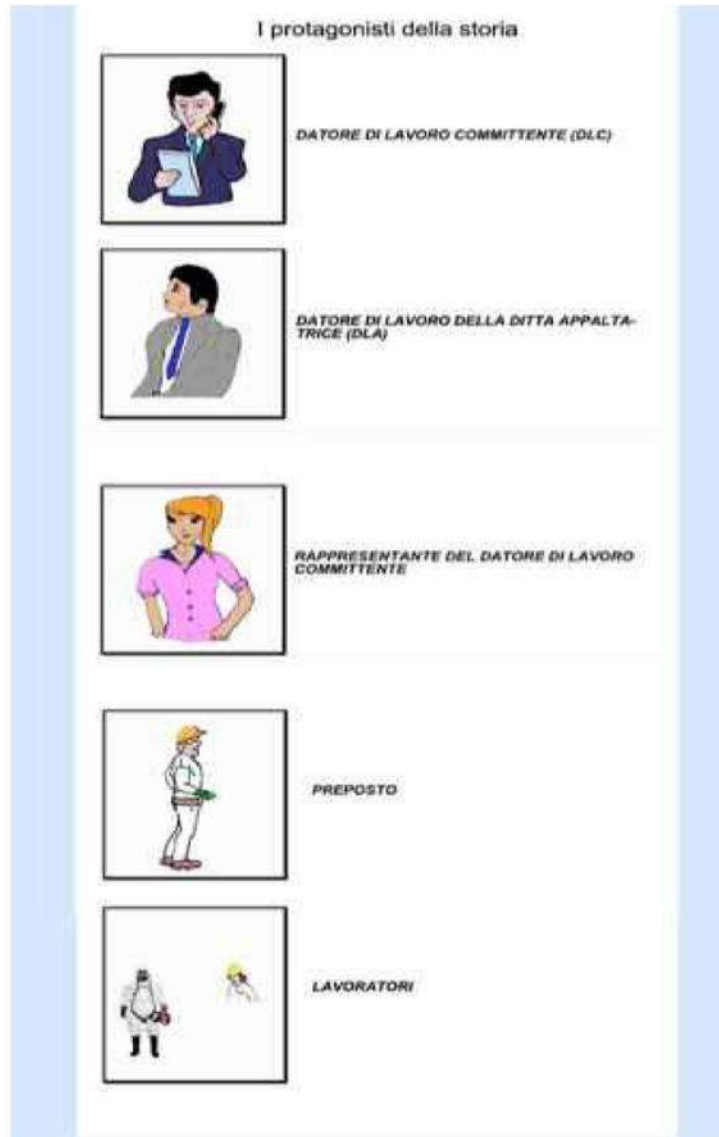 I protagonisti della storia
DATORE DI LAVORO COMMITTENTE (DLC)
DATORE DI LAVORO DELLA DITTA APPALTA-
TRICE (DLA)
RAPPRESENTANTE DEL DATORE DI LAVORO
COMMITTENTE
PREPOSTO
LAVORATORI